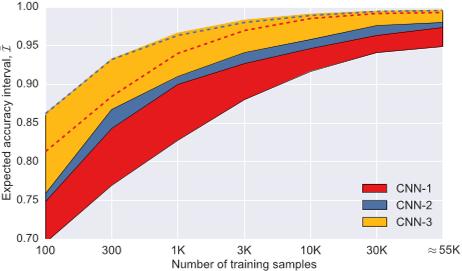 1.00
0.95
0.90
0.85
0.80
0.75
0.70
Expected accuracy interval, Ī
CNN-1
CNN-2
CNN-3
100 300 1K 3K 10K 30K ≈55K
Number of training samples